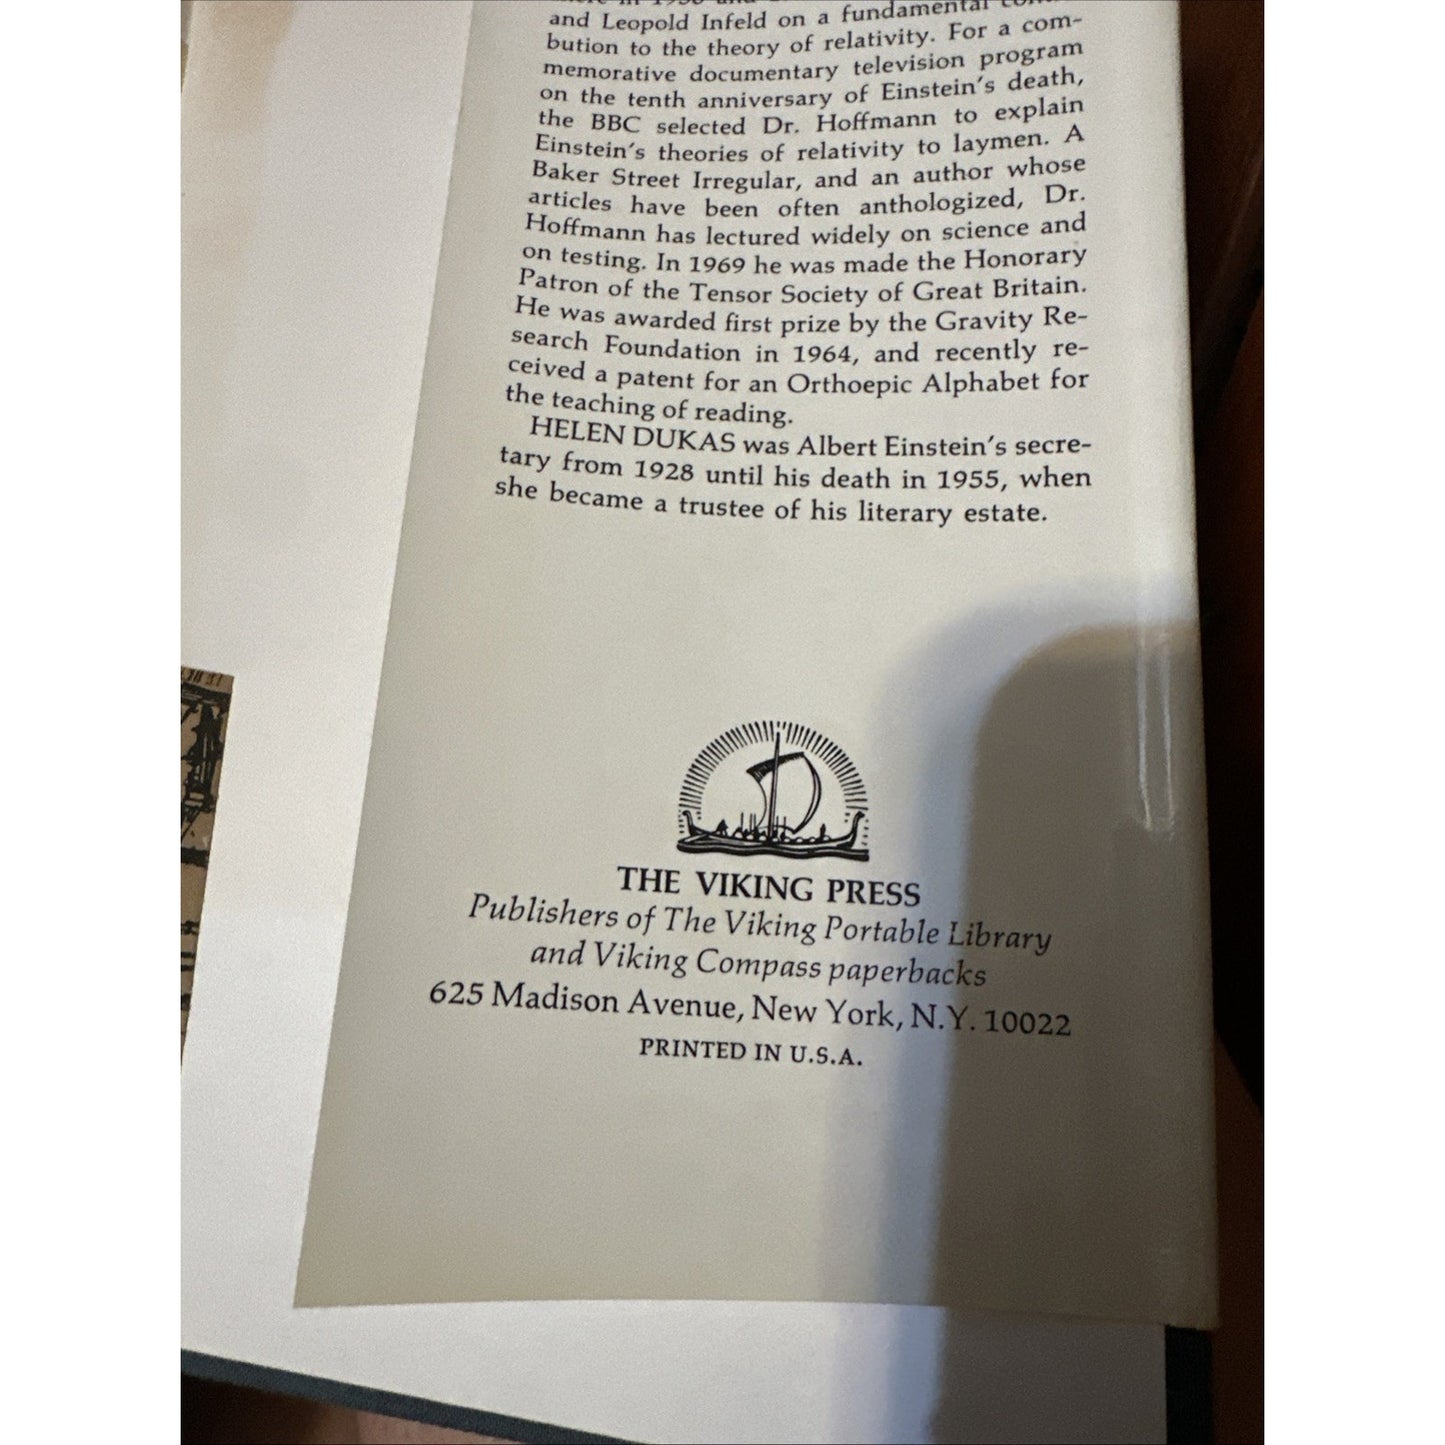 and Leopold Infeld on a fundamental
bution to the theory of relativity. For a com-
memorative documentary television program
on the tenth anniversary of Einstein's death,
the BBC selected Dr. Hoffmann to explain
Einstein's theories of relativity to laymen. A
Baker Street Irregular, and an author whose
articles have been often anthologized, Dr.
Hoffmann has lectured widely on science and
on testing. In 1969 he was made the Honorary
Patron of the Tensor Society of Great Britain.
He was awarded first prize by the Gravity Re-
search Foundation in 1964, and recently re-
ceived a patent for an Orthoepic Alphabet for
the teaching of reading.
HELEN DUKAS was Albert Einstein's secre-
tary from 1928 until his death in 1955, when
she became a trustee of his literary estate.
THE VIKING PRESS
Publishers of The Viking Portable Library
and Viking Compass paperbacks
625 Madison Avenue, New York, N.Y. 10022
PRINTED IN U.S.A.